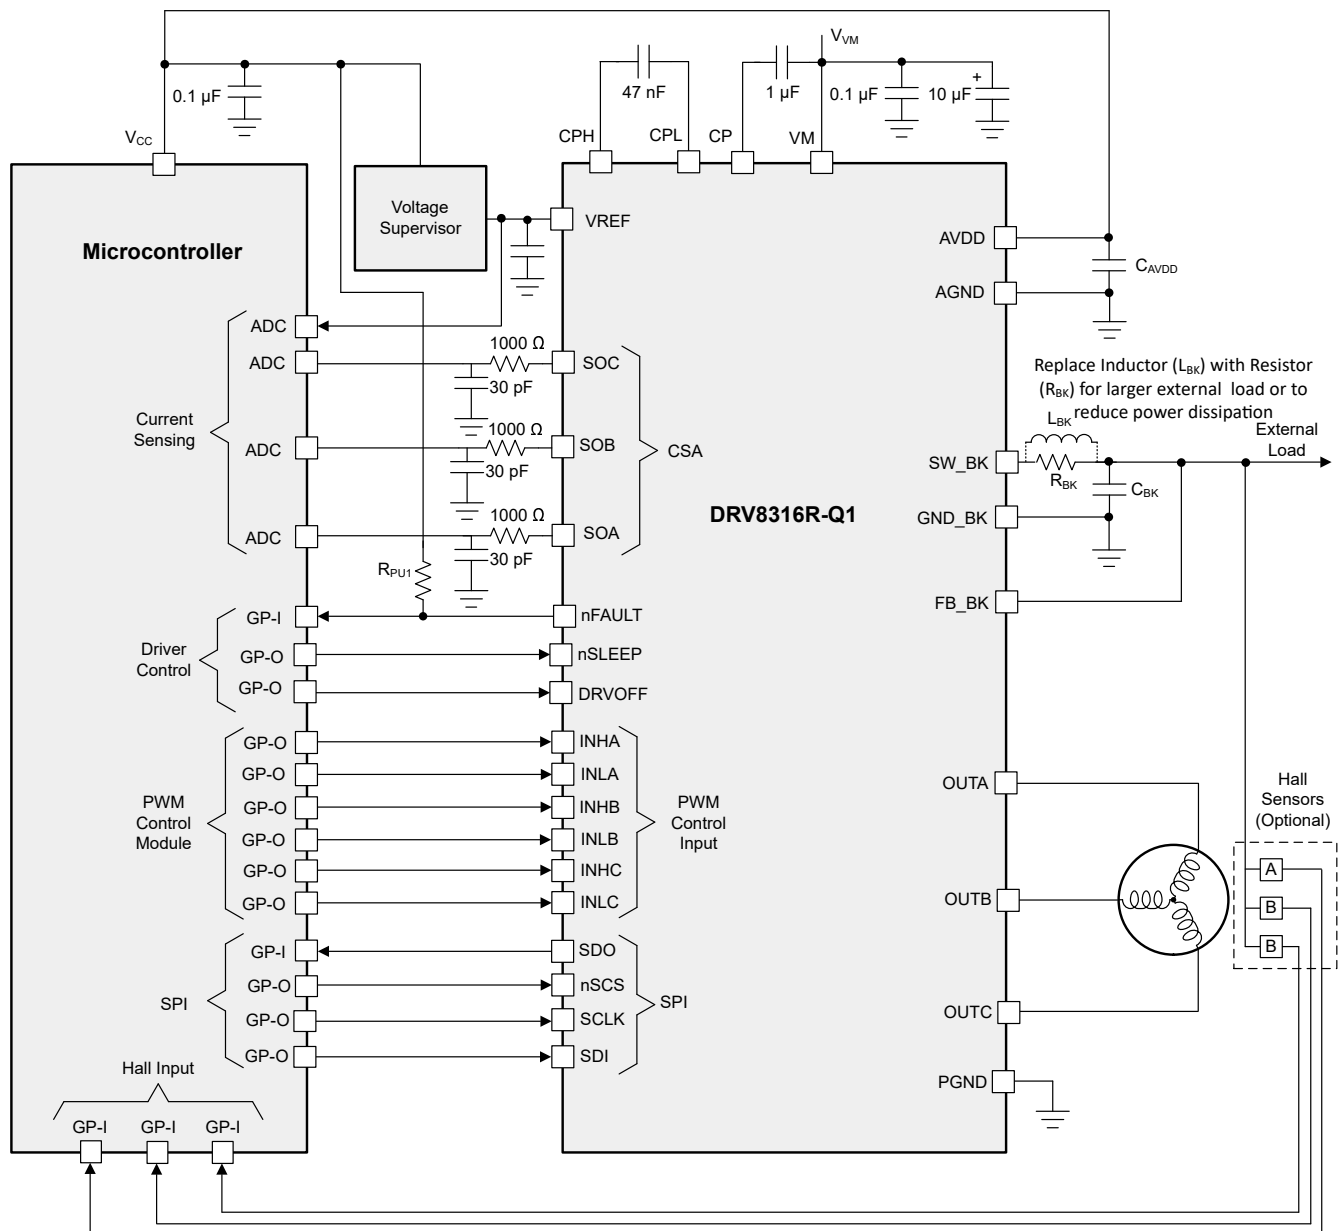 V_VM
0.1 µF
47 nF
1 µF
0.1 µF
+
10 µF
V_CC
CPH
CPL
CP
VM
Voltage
Supervisor
VREF
Microcontroller
AVDD
C_AVDD
AGND
ADC
ADC
1000 Ω
SOC
30 pF
Replace Inductor (L_BK) with Resistor
(R_BK) for larger external load or to
reduce power dissipation
Current
Sensing
ADC
1000 Ω
SOB
30 pF
CSA
L_BK
External
Load
SW_BK
R_BK
C_BK
ADC
1000 Ω
SOA
30 pF
DRV8316R-Q1
GND_BK
R_PU1
FB_BK
GP-I
nFAULT
Driver
Control
GP-O
nSLEEP
GP-O
DRVOFF
GP-O
INHA
GP-O
INLA
PWM
Control
Module
GP-O
INHB
PWM
Control
Input
GP-O
INLB
GP-O
INHC
GP-O
INLC
OUTA
Hall
Sensors
(Optional)
A
OUTB
B
B
GP-I
SDO
SPI
GP-O
nSCS
SPI
GP-O
SCLK
OUTC
GP-O
SDI
Hall Input
PGND
GP-I
GP-I
GP-I